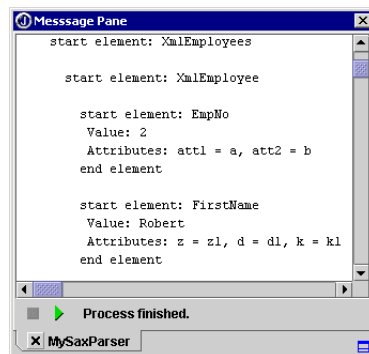 Messsage Pane
start element: XmlEmployees
start element: XmlEmployee
start element: EmpNo
Value: 2
Attributes: att1 = a, att2 = b
end element
start element: FirstName
Value: Robert
Attributes: z = z1, d = d1, k = k1
end element
Process finished.
MySaxParser